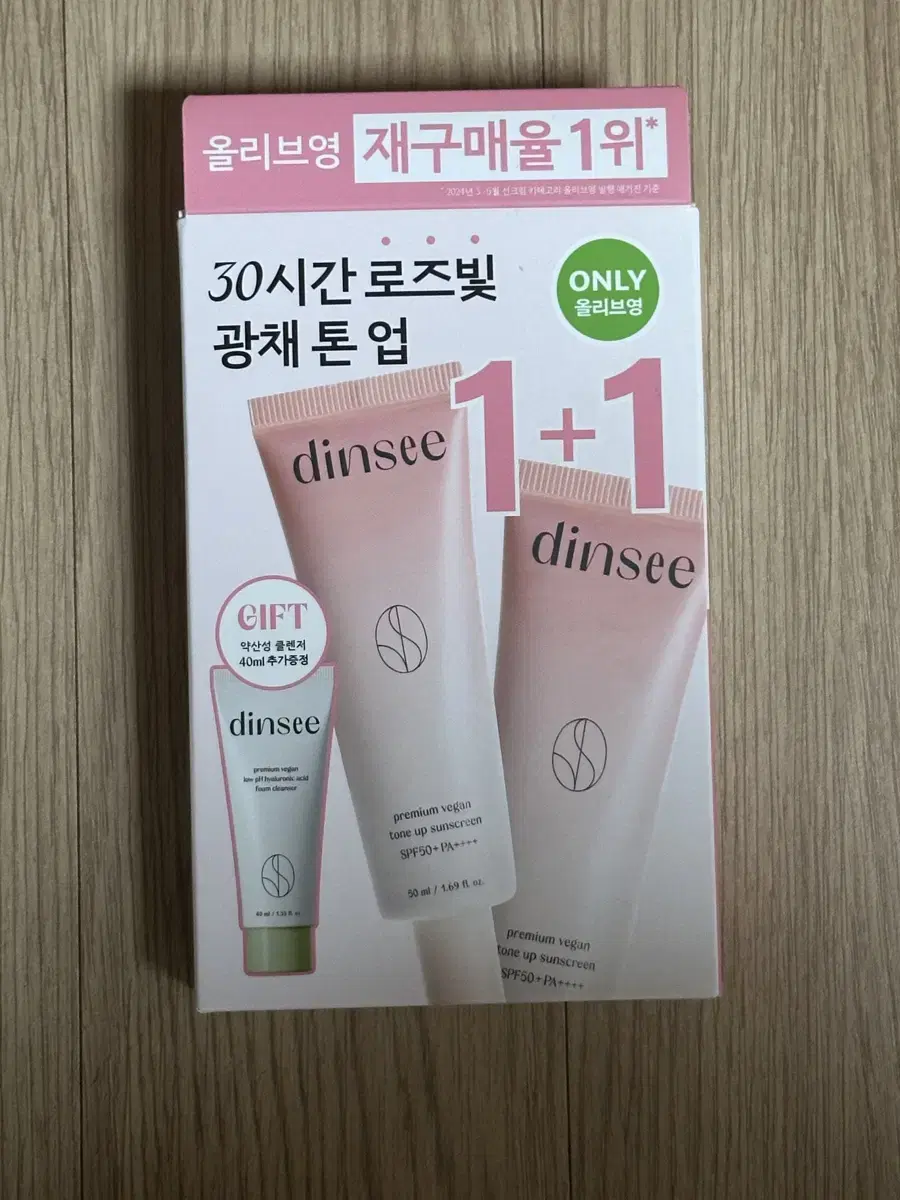 올리브영 재구매율 1위*
30시간 로즈빛
광채 톤 업
ONLY
올리브영
1+1
dinsee
premium vegan
tone up sunscreen
SPF50+ PA++++
50 ml / 1.69 fl. oz.
dinsee
premium vegan
tone up sunscreen
SPF50+ PA++++
GIFT
약산성 클렌저
40ml 추가증정
dinsee
premium vegan
low pH hyaluronic acid
foam cleanser